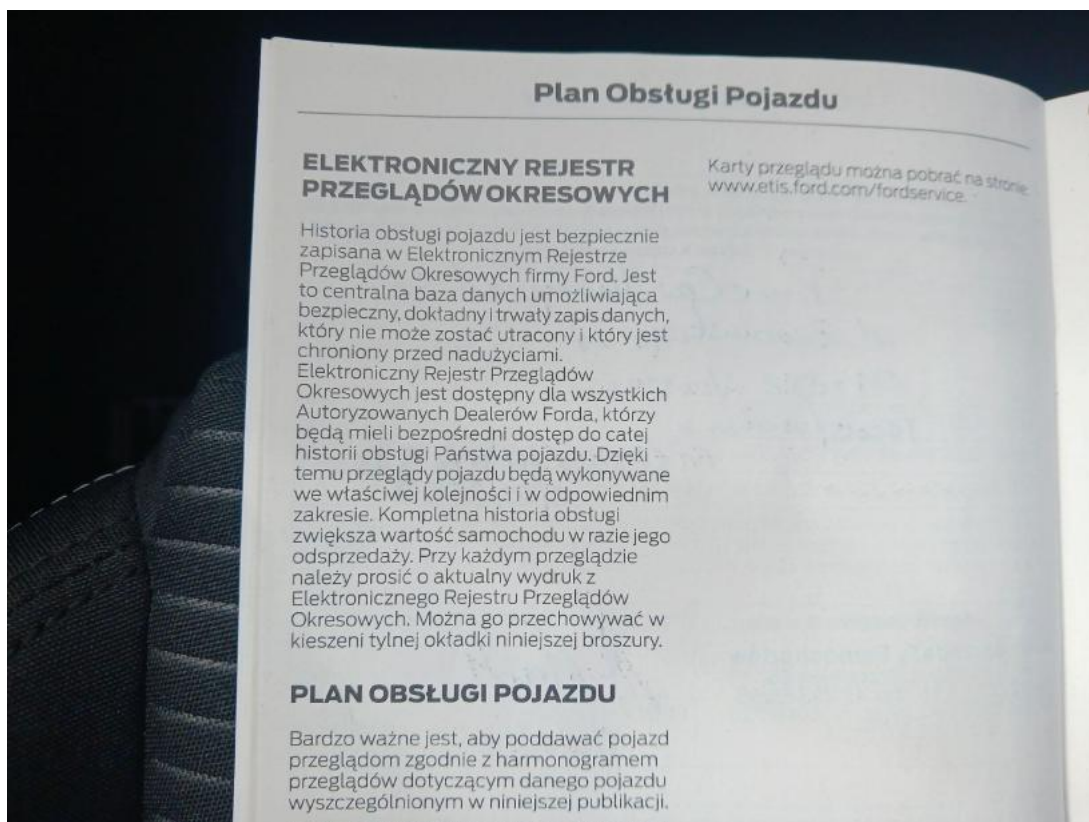 Plan Obsługi Pojazdu
ELEKTRONICZNY REJESTR
PRZEGLĄDÓW OKRESOWYCH
Historia obsługi pojazdu jest bezpiecznie
zapisana w Elektronicznym Rejestrze
Przeglądów Okresowych firmy Ford. Jest
to centralna baza danych umożliwiająca
bezpieczny, dokładny i trwały zapis danych,
który nie może zostać utracony i który jest
chroniony przed nadużyciami.
Elektroniczny Rejestr Przeglądów
Okresowych jest dostępny dla wszystkich
Autoryzowanych Dealerów Forda, którzy
będą mieli bezpośredni dostęp do całej
historii obsługi Państwa pojazdu. Dzięki
temu przeglądy pojazdu będą wykonywane
we właściwej kolejności i w odpowiednim
zakresie. Kompletna historia obsługi
zwiększa wartość samochodu w razie jego
odsprzedaży. Przy każdym przeglądzie
należy prosić o aktualny wydruk z
Elektronicznego Rejestru Przeglądów
Okresowych. Można go przechowywać w
kieszeni tylnej okładki niniejszej broszury.
PLAN OBSŁUGI POJAZDU
Bardzo ważne jest, aby poddawać pojazd
przeglądom zgodnie z harmonogramem
przeglądów dotyczącym danego pojazdu
wyszczególnionym w niniejszej publikacji.
Karty przeglądu można pobrać na stronie:
www.etis.ford.com/fordservice.